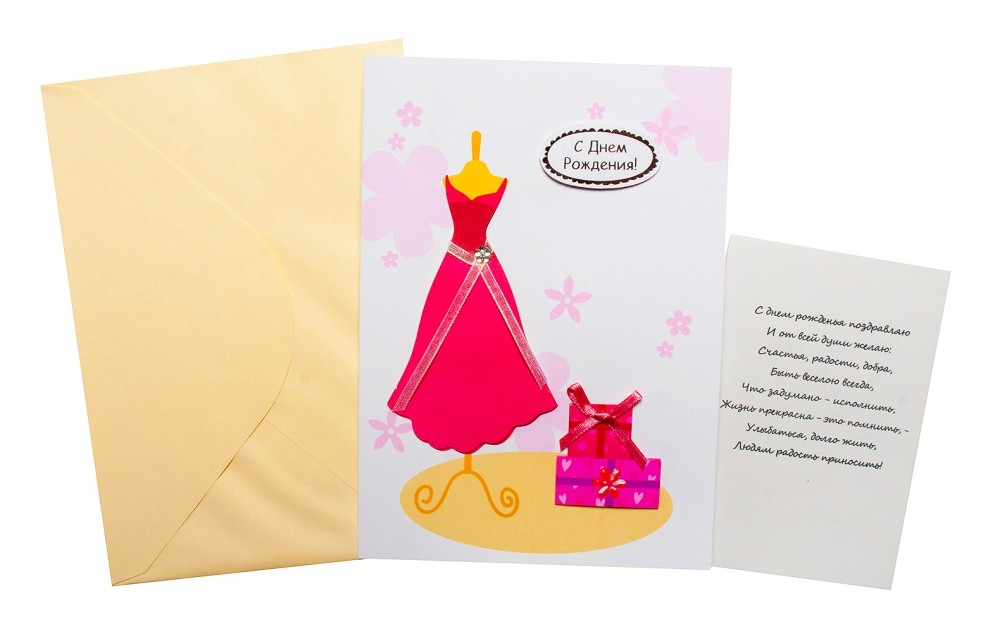 С Днем
Рождения!
С днем рожденья поздравляю
И от всей души желаю:
Счастья, радости, добра,
Быть веселою всегда,
Что задумано - исполнить,
Жизнь прекрасна - это помнить, -
Улыбаться, долго жить,
Людям радость приносить!